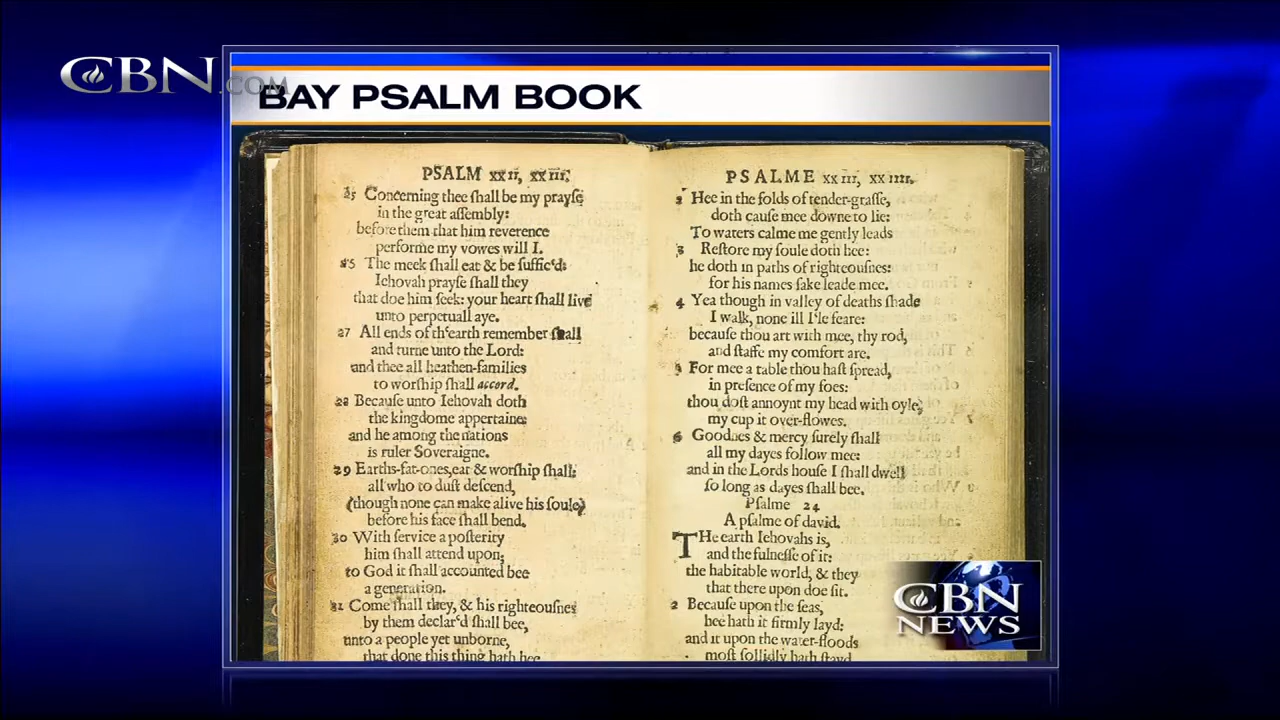 CBN.COM
BAY PSALM BOOK
PSALM xxii, xxiii.
25 Concerning thee ſhall be my prayſe
in the great aſſembly:
before them that him reverence
performe my vowes will I.
The meek ſhall eat & be ſuffic'd:
Iehovah prayſe ſhall they
that doe him ſeek: your heart ſhall live
unto perpetuall aye.
27 All ends of th'earth remember ſhall
and turne unto the Lord:
and thee all heathen-families
to worſhip ſhall accord.
28 Becauſe unto Iehovah doth
the kingdome appertaine:
and he among the nations
is ruler Soveraigne.
29 Earths-fat-ones, eat & worſhip ſhall:
all who to duſt deſcend,
(though none can make alive his ſoule)
before his face ſhall bend.
30 With ſervice a poſterity
him ſhall attend upon;
to God it ſhall accounted bee
a generation.
31 Come ſhall they, & his righteouſnes
by them declar'd ſhall bee,
unto a people yet unborne,
that done this thing hath hee.
PSALME xxiii, xxiiii.
2 Hee in the folds of tender-graſſe,
doth cauſe mee downe to lie:
To waters calme me gently leads
3 Reſtore my ſoule doth hee:
he doth in paths of righteouſnes:
for his names ſake leade mee.
4 Yea though in valley of deaths ſhade
I walk, none ill I'le feare:
becauſe thou art with mee, thy rod,
and ſtaffe my comfort are.
5 For mee a table thou haſt ſpread,
in preſence of my foes:
thou doſt annoynt my head with oyle,
my cup it over-flowes.
6 Goodnes & mercy ſurely ſhall
all my dayes follow mee:
and in the Lords houſe I ſhall dwell
ſo long as dayes ſhall bee.
Pſalme 24
A pſalme of david.
THe earth Iehovahs is,
and the fulneſſe of it:
the habitable world, & they
that there upon doe ſit.
2 Becauſe upon the ſeas,
hee hath it firmly layd:
and it upon the water-floods
moſt ſollidly hath ſtayd
CBN
NEWS